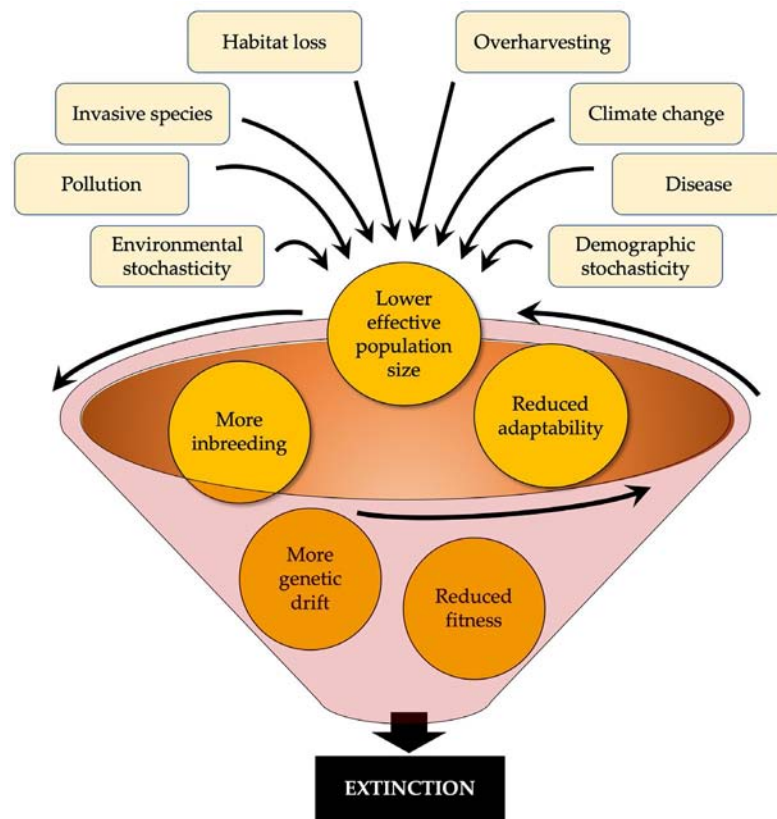 Habitat loss
Overharvesting
Invasive species
Climate change
Pollution
Disease
Environmental
stochasticity
Demographic
stochasticity
Lower
effective
population
size
More
inbreeding
Reduced
adaptability
More
genetic
drift
Reduced
fitness
EXTINCTION